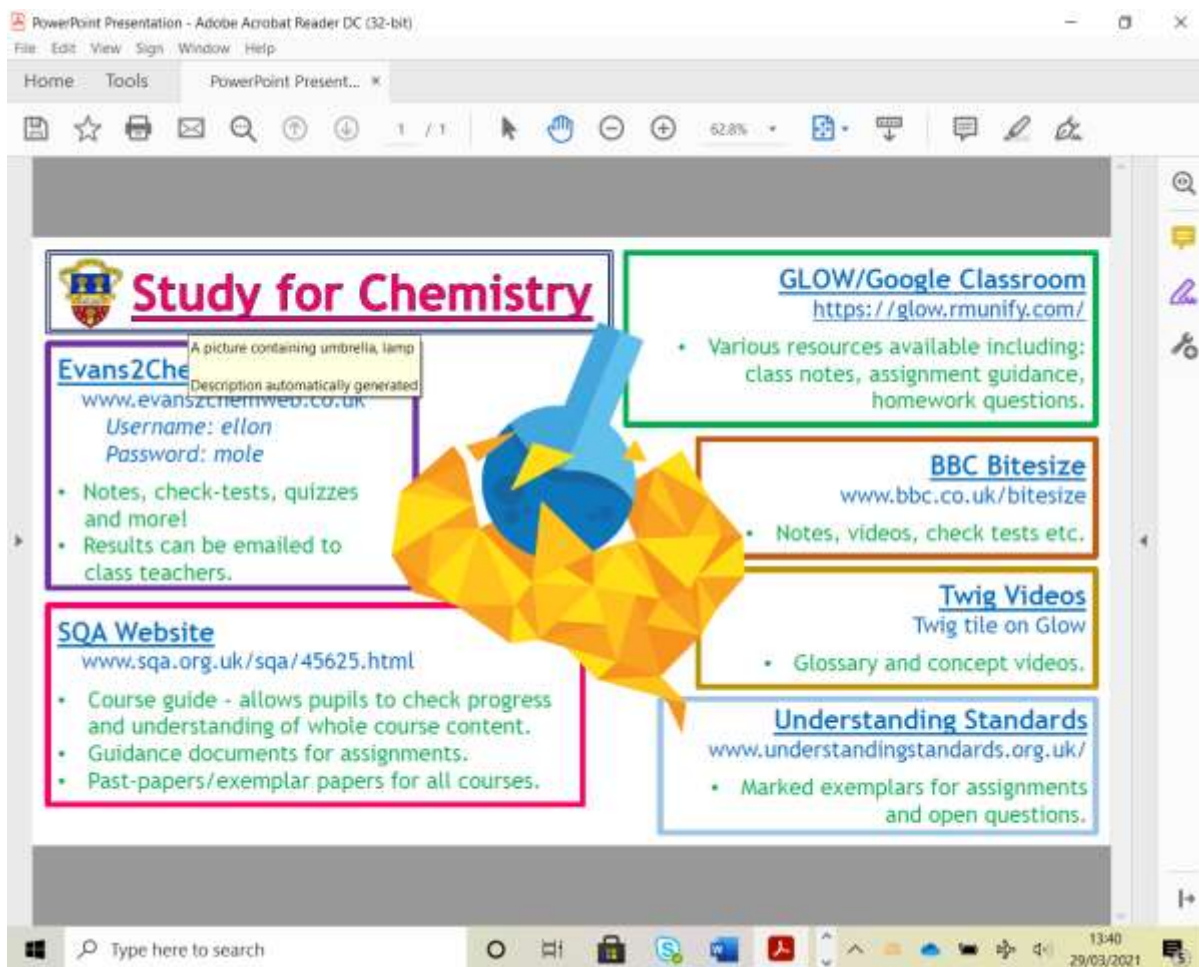 PowerPoint Presentation - Adobe Acrobat Reader DC (32-bit)
File Edit View Sign Window Help
Home Tools PowerPoint Present... ×
1 / 1 62.8%
Study for Chemistry
A picture containing umbrella, lamp
Description automatically generated
Evans2Che
www.evans2chemweb.co.uk
Username: ellon
Password: mole
• Notes, check-tests, quizzes
and more!
• Results can be emailed to
class teachers.
SQA Website
www.sqa.org.uk/sqa/45625.html
• Course guide - allows pupils to check progress
and understanding of whole course content.
• Guidance documents for assignments.
• Past-papers/exemplar papers for all courses.
GLOW/Google Classroom
https://glow.rmunify.com/
• Various resources available including:
class notes, assignment guidance,
homework questions.
BBC Bitesize
www.bbc.co.uk/bitesize
• Notes, videos, check tests etc.
Twig Videos
Twig tile on Glow
• Glossary and concept videos.
Understanding Standards
www.understandingstandards.org.uk/
• Marked exemplars for assignments
and open questions.
Type here to search
13:40
29/03/2021